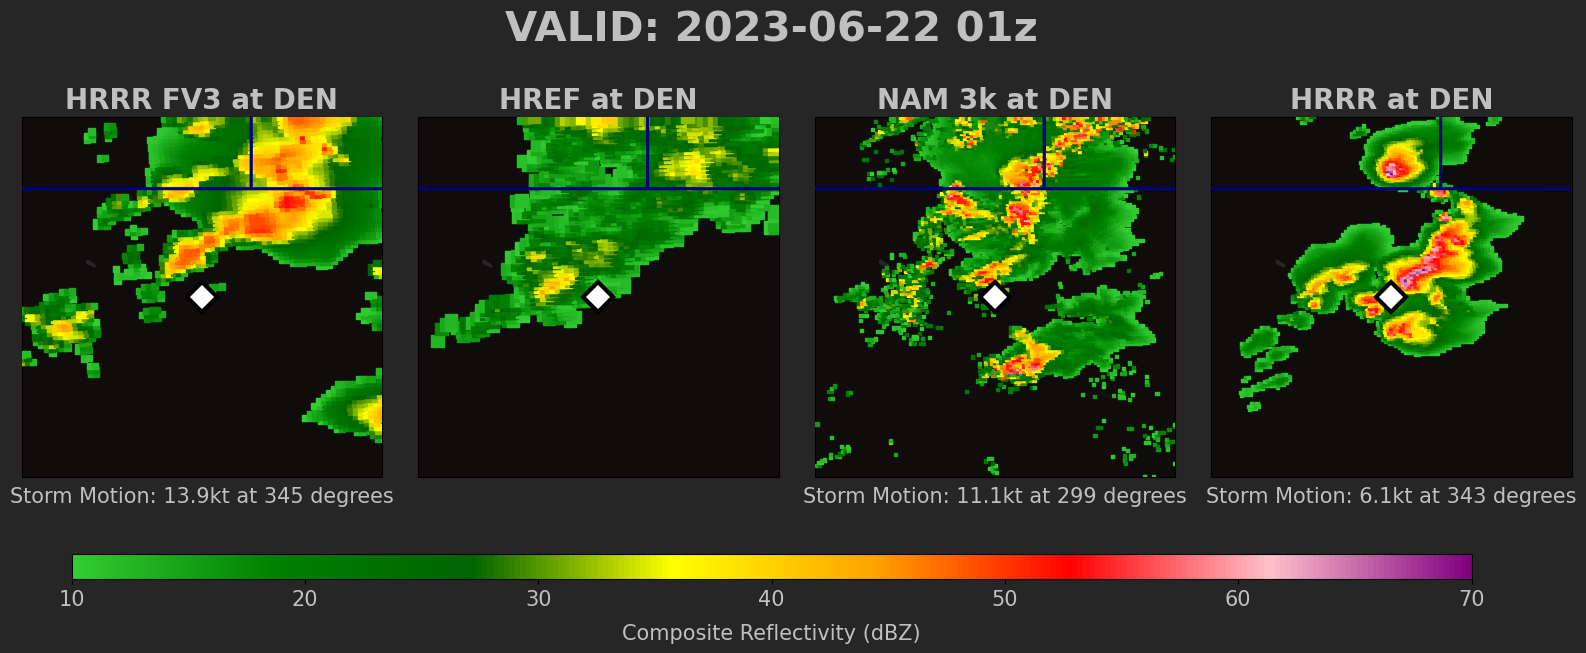 VALID: 2023-06-22 01z
HRRR FV3 at DEN
HREF at DEN
NAM 3k at DEN
HRRR at DEN
Storm Motion: 13.9kt at 345 degrees
Storm Motion: 11.1kt at 299 degrees
Storm Motion: 6.1kt at 343 degrees
10 20 30 40 50 60 70
Composite Reflectivity (dBZ)